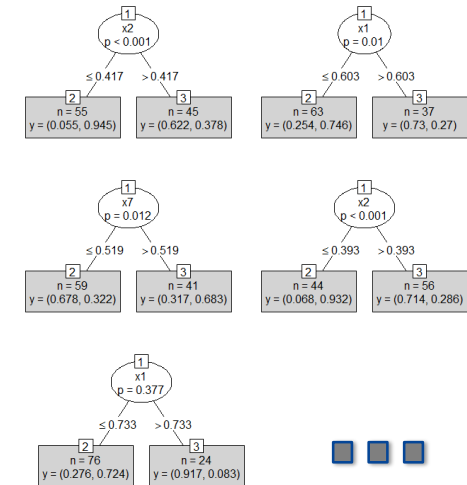 1
x2
p < 0.001
≤ 0.417
> 0.417
2
n = 55
y = (0.055, 0.945)
3
n = 45
y = (0.622, 0.378)
1
x1
p = 0.01
≤ 0.603
> 0.603
2
n = 63
y = (0.254, 0.746)
3
n = 37
y = (0.73, 0.27)
1
x7
p = 0.012
≤ 0.519
> 0.519
2
n = 59
y = (0.678, 0.322)
3
n = 41
y = (0.317, 0.683)
1
x2
p < 0.001
≤ 0.393
> 0.393
2
n = 44
y = (0.068, 0.932)
3
n = 56
y = (0.714, 0.286)
1
x1
p = 0.377
≤ 0.733
> 0.733
2
n = 76
y = (0.276, 0.724)
3
n = 24
y = (0.917, 0.083)